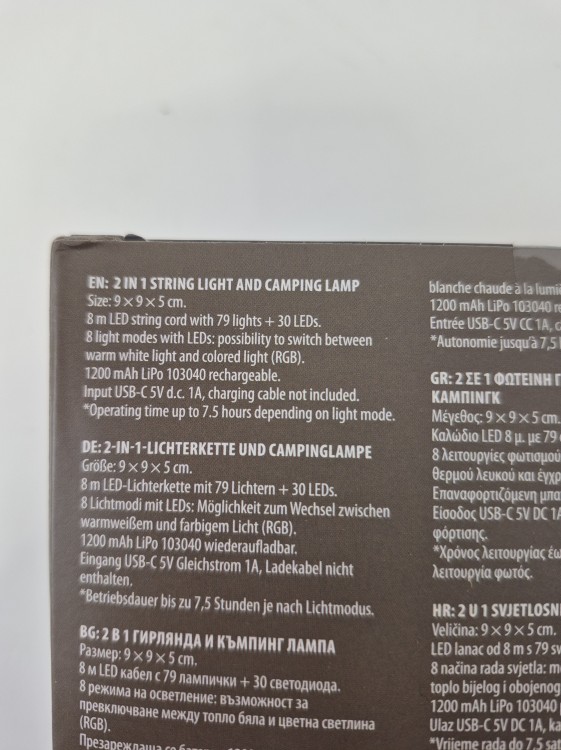 EN: 2 IN 1 STRING LIGHT AND CAMPING LAMP
Size: 9 × 9 × 5 cm.
8 m LED string cord with 79 lights + 30 LEDs.
8 light modes with LEDs: possibility to switch between
warm white light and colored light (RGB).
1200 mAh LiPo 103040 rechargeable.
Input USB-C 5V d.c. 1A, charging cable not included.
*Operating time up to 7.5 hours depending on light mode.
DE: 2-IN-1-LICHTERKETTE UND CAMPINGLAMPE
Größe: 9 × 9 × 5 cm.
8 m LED-Lichterkette mit 79 Lichtern + 30 LEDs.
8 Lichtmodi mit LEDs: Möglichkeit zum Wechsel zwischen
warmweißem und farbigem Licht (RGB).
1200 mAh LiPo 103040 wiederaufladbar.
Eingang USB-C 5V Gleichstrom 1A, Ladekabel nicht
enthalten.
*Betriebsdauer bis zu 7,5 Stunden je nach Lichtmodus.
BG: 2 В 1 ГИРЛЯНДА И КЪМПИНГ ЛАМПА
Размер: 9 × 9 × 5 cm.
8 м LED кабел с 79 лампички + 30 светодиода.
8 режима на осветление: възможност за
превключване между топло бяла и цветна светлина
(RGB).
Презареждаща се
blanche chaude à la
1200 mAh LiPo 103040
Entrée USB-C 5V CC 1A,
*Autonomie jusqu'à 7,5
GR: 2 ΣΕ 1 ΦΩΤΕΙΝΗ
ΚΑΜΠΙΝΓΚ
Μέγεθος: 9 × 9 × 5 cm.
Καλώδιο LED 8 μ. με 79
8 λειτουργίες φωτισμού
θερμού λευκού και
Επαναφορτιζόμενη
Είσοδος USB-C 5V DC 1A
φόρτισης.
*Χρόνος λειτουργίας
λειτουργία φωτός.
HR: 2 U 1
Veličina: 9 × 9 × 5 cm.
LED lanac od 8 m s 79
8 načina rada svjetla:
toplo bijelog i obojenog
1200 mAh LiPo 103040
Ulaz USB-C 5V DC 1A,
*Vrijeme rada do 7,5